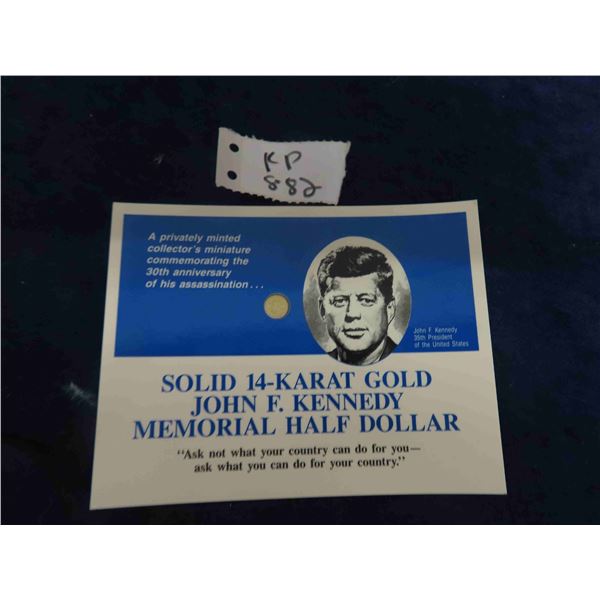 KP
882
A privately minted
collector's miniature
commemorating the
30th anniversary
of his assassination . . .
John F. Kennedy
35th President
of the United States
SOLID 14-KARAT GOLD
JOHN F. KENNEDY
MEMORIAL HALF DOLLAR
"Ask not what your country can do for you—
ask what you can do for your country."